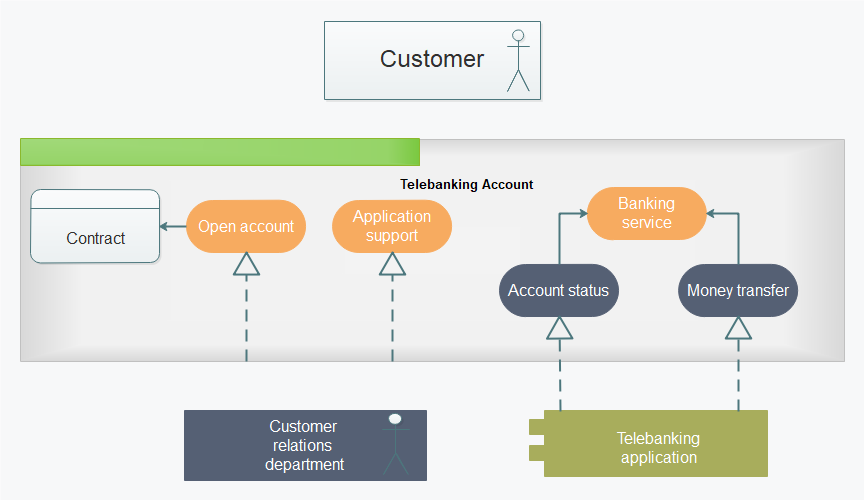 Customer
Telebanking Account
Contract
Open account
Application
support
Banking
service
Account status
Money transfer
Customer
relations
department
Telebanking
application